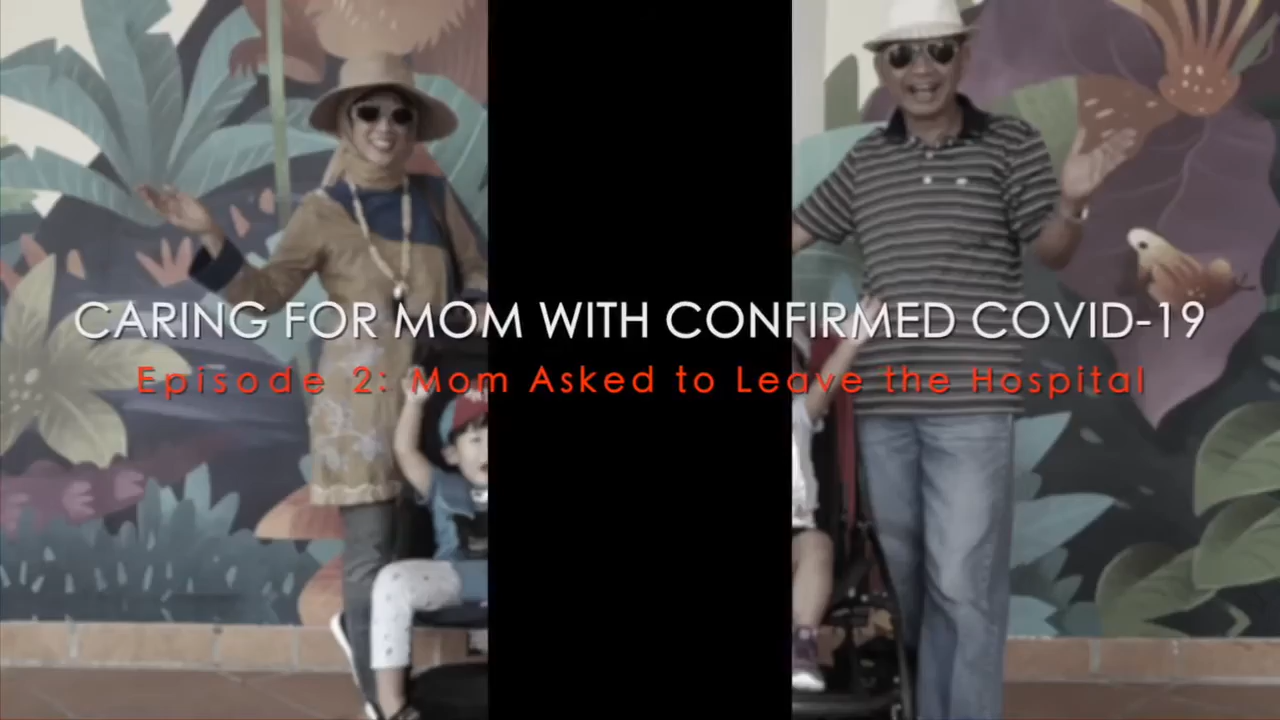 CARING FOR MOM WITH CONFIRMED COVID-19
Episode 2: Mom Asked to Leave the Hospital